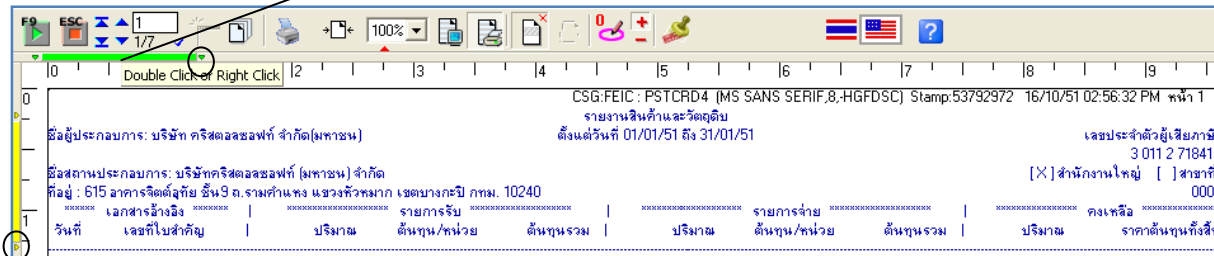 F9 ESC 1 1/7 100% 0 + - ?
0 Double Click or Right Click 2 3 4 5 6 7 8 9
0 CSG:FEIC : PSTCRD4 (MS SANS SERIF,8,-HGFDSC) Stamp:53792972 16/10/51 02:56:32 PM หน้า 1
รายงานสินค้าและวัตถุดิบ
ชื่อผู้ประกอบการ: บริษัท คริสตอลซอฟท์ จำกัด(มหาชน) ตั้งแต่วันที่ 01/01/51 ถึง 31/01/51 เลขประจำตัวผู้เสียภาษี
3 011 2 71841
ชื่อสถานประกอบการ: บริษัทคริสตอลซอฟท์ (มหาชน) จำกัด [X] สำนักงานใหญ่ [ ] สาขาที่
ที่อยู่ : 615 อาคารจิตต์อุทัย ชั้น9 ถ.รามคำแหง แขวงหัวหมาก เขตบางกะปิ กทม. 10240 000
****** เอกสารอ้างอิง ******* | ******************** รายการรับ ******************** | ******************** รายการจ่าย ******************** | ******************** คงเหลือ ********************
1 วันที่ เลขที่ใบสำคัญ | ปริมาณ ต้นทุน/หน่วย ต้นทุนรวม | ปริมาณ ต้นทุน/หน่วย ต้นทุนรวม | ปริมาณ ราคาต้นทุนทั้งสิ้